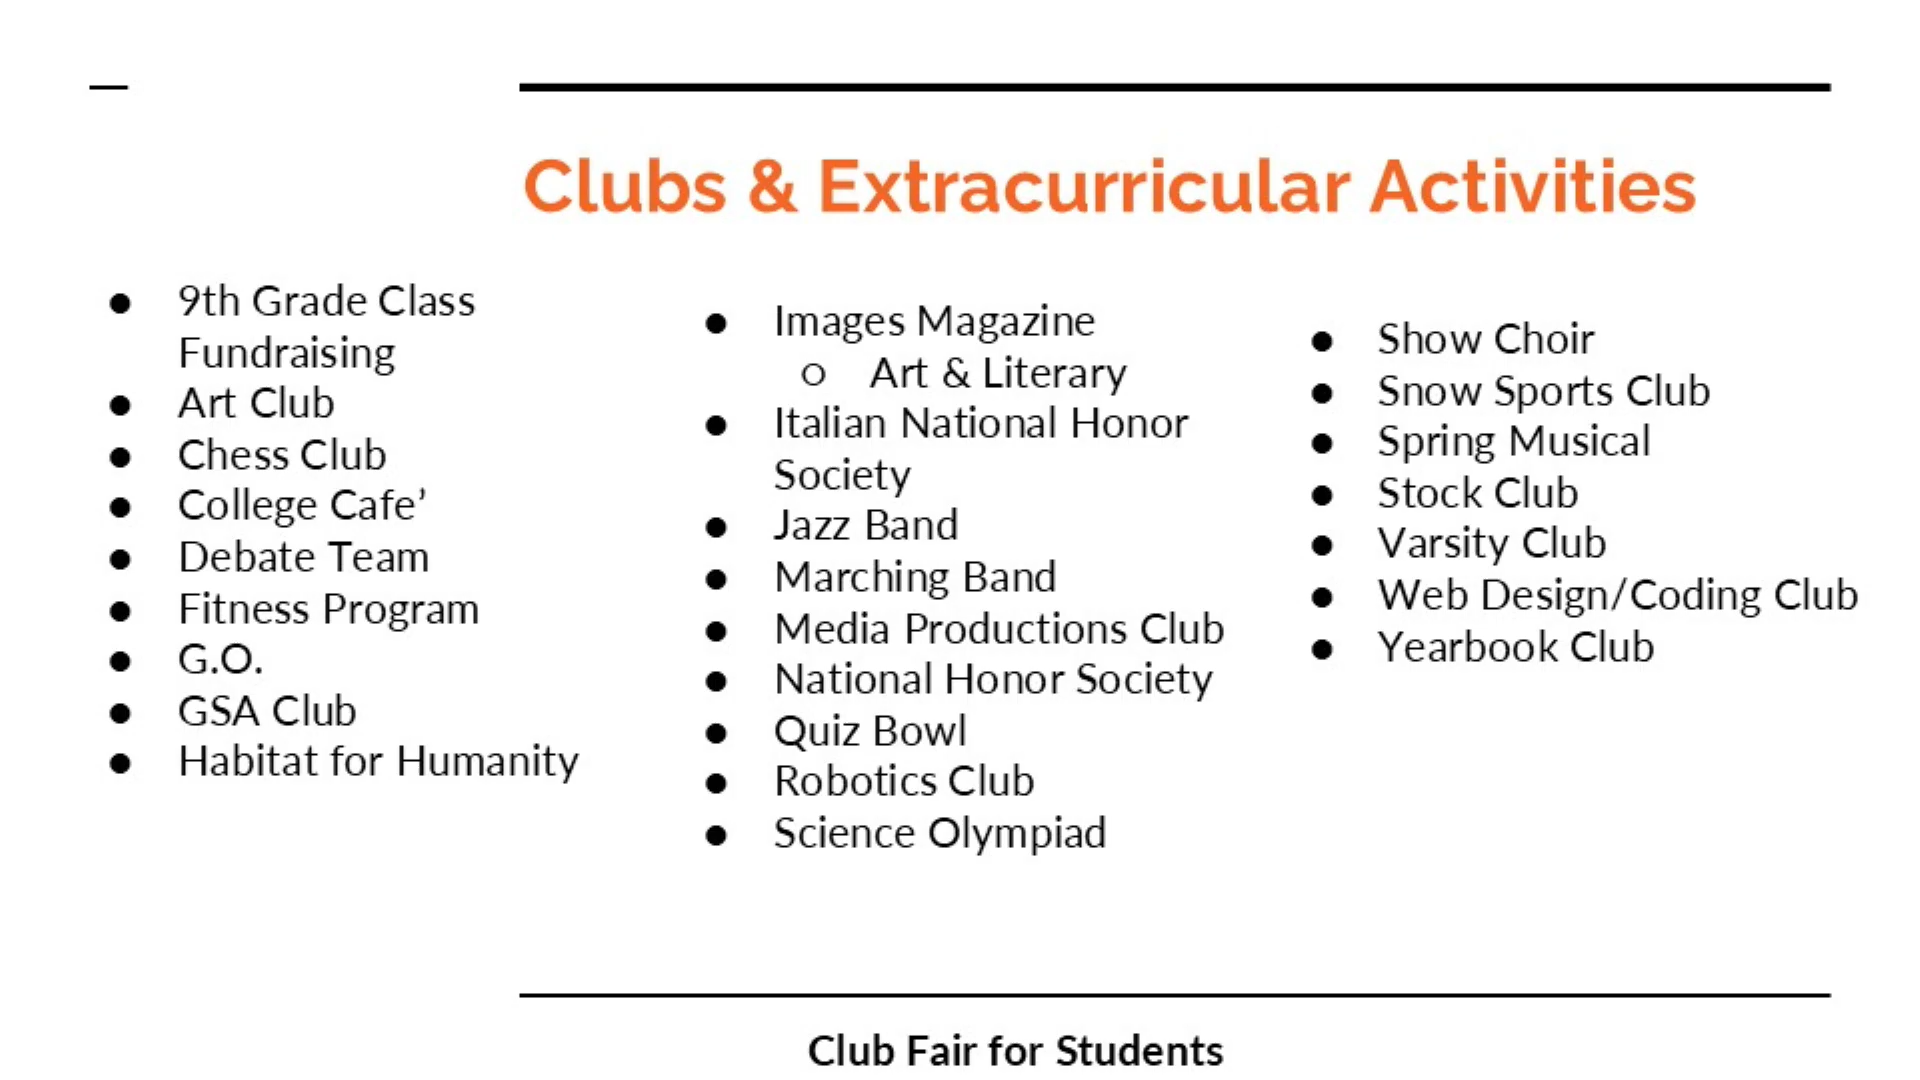 Clubs & Extracurricular Activities
● 9th Grade Class
Fundraising
● Art Club
● Chess Club
● College Cafe’
● Debate Team
● Fitness Program
● G.O.
● GSA Club
● Habitat for Humanity
● Images Magazine
○ Art & Literary
● Italian National Honor
Society
● Jazz Band
● Marching Band
● Media Productions Club
● National Honor Society
● Quiz Bowl
● Robotics Club
● Science Olympiad
● Show Choir
● Snow Sports Club
● Spring Musical
● Stock Club
● Varsity Club
● Web Design/Coding Club
● Yearbook Club
Club Fair for Students